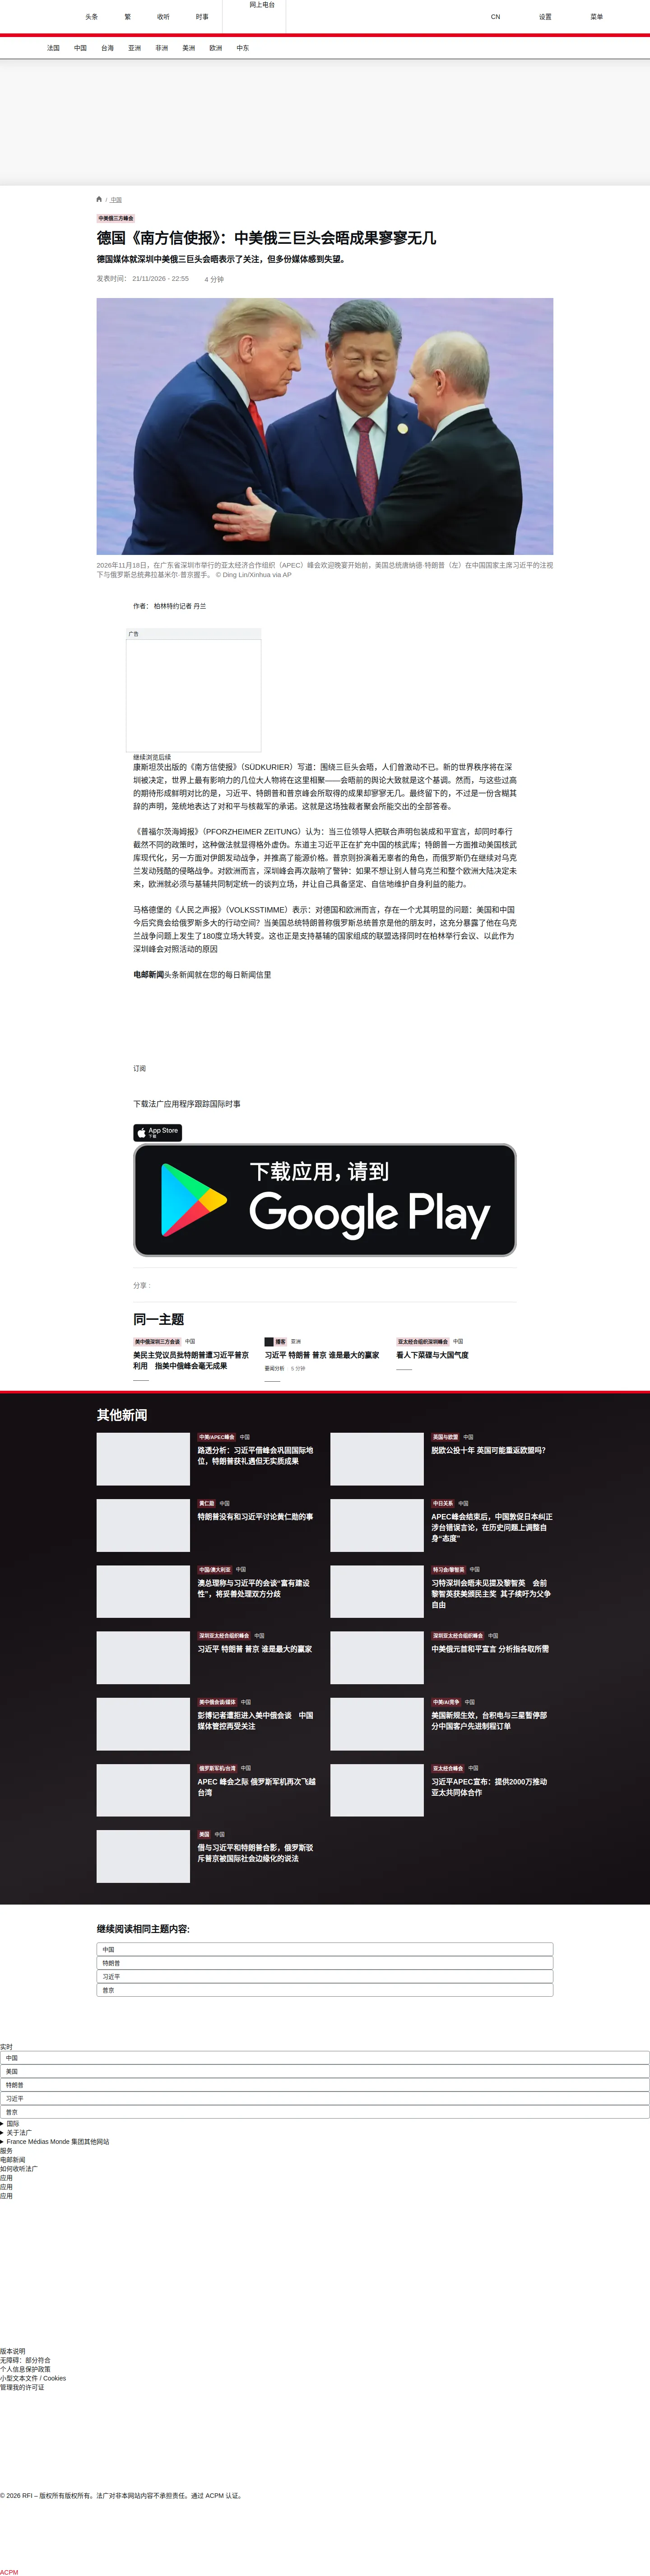 网上电台
头条
繁
收听
时事
CN
设置
菜单
法国
中国
台海
亚洲
非洲
美洲
欧洲
中东
/ 中国
中美俄三方峰会
德国《南方信使报》：中美俄三巨头会晤成果寥寥无几
德国媒体就深圳中美俄三巨头会晤表示了关注，但多份媒体感到失望。
发表时间： 21/11/2026 - 22:55
4 分钟
2026年11月18日，在广东省深圳市举行的亚太经济合作组织（APEC）峰会欢迎晚宴开始前，美国总统唐纳德·特朗普（左）在中国国家主席习近平的注视
下与俄罗斯总统弗拉基米尔·普京握手。 © Ding Lin/Xinhua via AP
作者： 柏林特约记者 丹兰
广告
继续浏览后续
康斯坦茨出版的《南方信使报》（SÜDKURIER）写道：围绕三巨头会晤，人们曾激动不已。新的世界秩序将在深
圳被决定，世界上最有影响力的几位大人物将在这里相聚——会晤前的舆论大致就是这个基调。然而，与这些过高
的期待形成鲜明对比的是，习近平、特朗普和普京峰会所取得的成果却寥寥无几。最终留下的，不过是一份含糊其
辞的声明，笼统地表达了对和平与核裁军的承诺。这就是这场独裁者聚会所能交出的全部答卷。
《普福尔茨海姆报》（PFORZHEIMER ZEITUNG）认为：当三位领导人把联合声明包装成和平宣言，却同时奉行
截然不同的政策时，这种做法就显得格外虚伪。东道主习近平正在扩充中国的核武库；特朗普一方面推动美国核武
库现代化，另一方面对伊朗发动战争，并推高了能源价格。普京则扮演着无辜者的角色，而俄罗斯仍在继续对乌克
兰发动残酷的侵略战争。对欧洲而言，深圳峰会再次敲响了警钟：如果不想让别人替乌克兰和整个欧洲大陆决定未
来，欧洲就必须与基辅共同制定统一的谈判立场，并让自己具备坚定、自信地维护自身利益的能力。
马格德堡的《人民之声报》（VOLKSSTIMME）表示：对德国和欧洲而言，存在一个尤其明显的问题：美国和中国
今后究竟会给俄罗斯多大的行动空间？当美国总统特朗普称俄罗斯总统普京是他的朋友时，这充分暴露了他在乌克
兰战争问题上发生了180度立场大转变。这也正是支持基辅的国家组成的联盟选择同时在柏林举行会议、以此作为
深圳峰会对照活动的原因
电邮新闻头条新闻就在您的每日新闻信里
订阅
下载法广应用程序跟踪国际时事
App Store
下载
下载应用，请到
Google Play
分享 :
同一主题
美中俄深圳三方会谈 中国
美民主党议员批特朗普遭习近平普京
利用　指美中俄峰会毫无成果
播客 亚洲
习近平 特朗普 普京 谁是最大的赢家
要闻分析 5 分钟
亚太经合组织深圳峰会 中国
看人下菜碟与大国气度
其他新闻
中美/APEC峰会 中国
路透分析：习近平借峰会巩固国际地
位，特朗普获礼遇但无实质成果
英国与欧盟 中国
脱欧公投十年 英国可能重返欧盟吗？
黄仁勋 中国
特朗普没有和习近平讨论黄仁勋的事
中日关系 中国
APEC峰会结束后，中国敦促日本纠正
涉台错误言论，在历史问题上调整自
身“态度”
中国/澳大利亚 中国
澳总理称与习近平的会谈“富有建设
性”，将妥善处理双方分歧
特习会/黎智英 中国
习特深圳会晤未见提及黎智英　会前
黎智英获美颁民主奖 其子续吁为父争
自由
深圳亚太经合组织峰会 中国
习近平 特朗普 普京 谁是最大的赢家
深圳亚太经合组织峰会 中国
中美俄元首和平宣言 分析指各取所需
美中俄会谈/媒体 中国
彭博记者遭拒进入美中俄会谈　中国
媒体管控再受关注
中美/AI竞争 中国
美国新规生效，台积电与三星暂停部
分中国客户先进制程订单
俄罗斯军机/台湾 中国
APEC 峰会之际 俄罗斯军机再次飞越
台湾
亚太经合峰会 中国
习近平APEC宣布：提供2000万推动
亚太共同体合作
美国 中国
借与习近平和特朗普合影，俄罗斯驳
斥普京被国际社会边缘化的说法
继续阅读相同主题内容:
中国
特朗普
习近平
普京
实时
中国
美国
特朗普
习近平
普京
国际
关于法广
France Médias Monde 集团其他网站
服务
电邮新闻
如何收听法广
应用
应用
应用
版本说明
无障碍：部分符合
个人信息保护政策
小型文本文件 / Cookies
管理我的许可证
© 2026 RFI – 版权所有版权所有。法广对非本网站内容不承担责任。通过 ACPM 认证。
ACPM